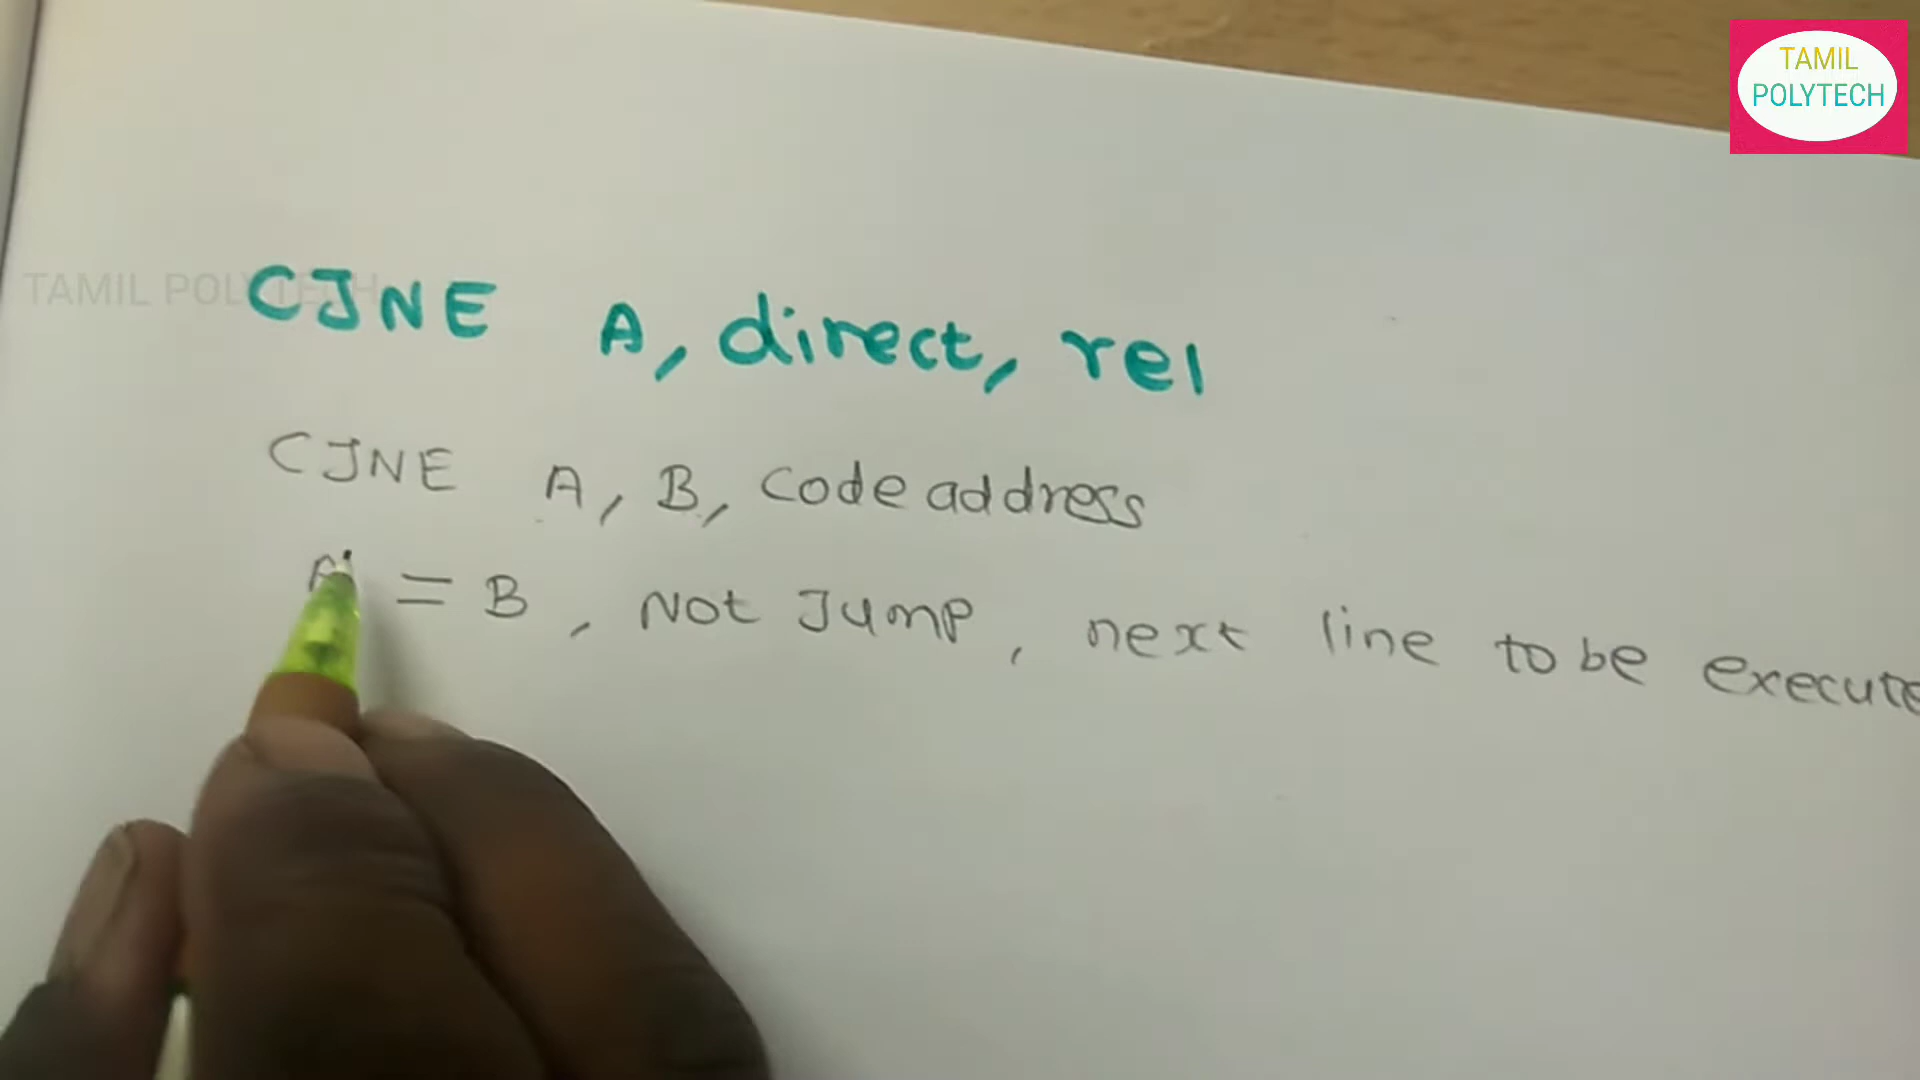 TAMIL
POLYTECH
TAMIL POLYTECH
CJNE A, direct, rel
CJNE A, B, Code address
A = B, Not Jump, next line to be execute